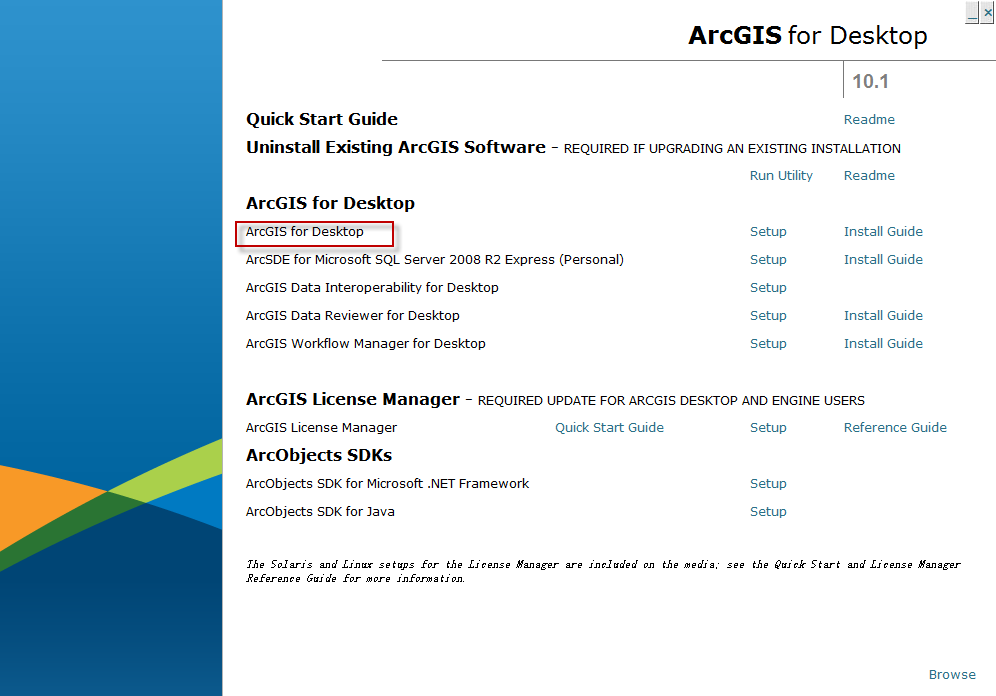 ArcGIS for Desktop
10.1
Quick Start Guide Readme
Uninstall Existing ArcGIS Software - REQUIRED IF UPGRADING AN EXISTING INSTALLATION
Run Utility Readme
ArcGIS for Desktop
ArcGIS for Desktop Setup Install Guide
ArcSDE for Microsoft SQL Server 2008 R2 Express (Personal) Setup Install Guide
ArcGIS Data Interoperability for Desktop Setup
ArcGIS Data Reviewer for Desktop Setup Install Guide
ArcGIS Workflow Manager for Desktop Setup Install Guide
ArcGIS License Manager - REQUIRED UPDATE FOR ARCGIS DESKTOP AND ENGINE USERS
ArcGIS License Manager Quick Start Guide Setup Reference Guide
ArcObjects SDKs
ArcObjects SDK for Microsoft .NET Framework Setup
ArcObjects SDK for Java Setup
The Solaris and Linux setups for the License Manager are included on the media; see the Quick Start and License Manager
Reference Guide for more information.
Browse